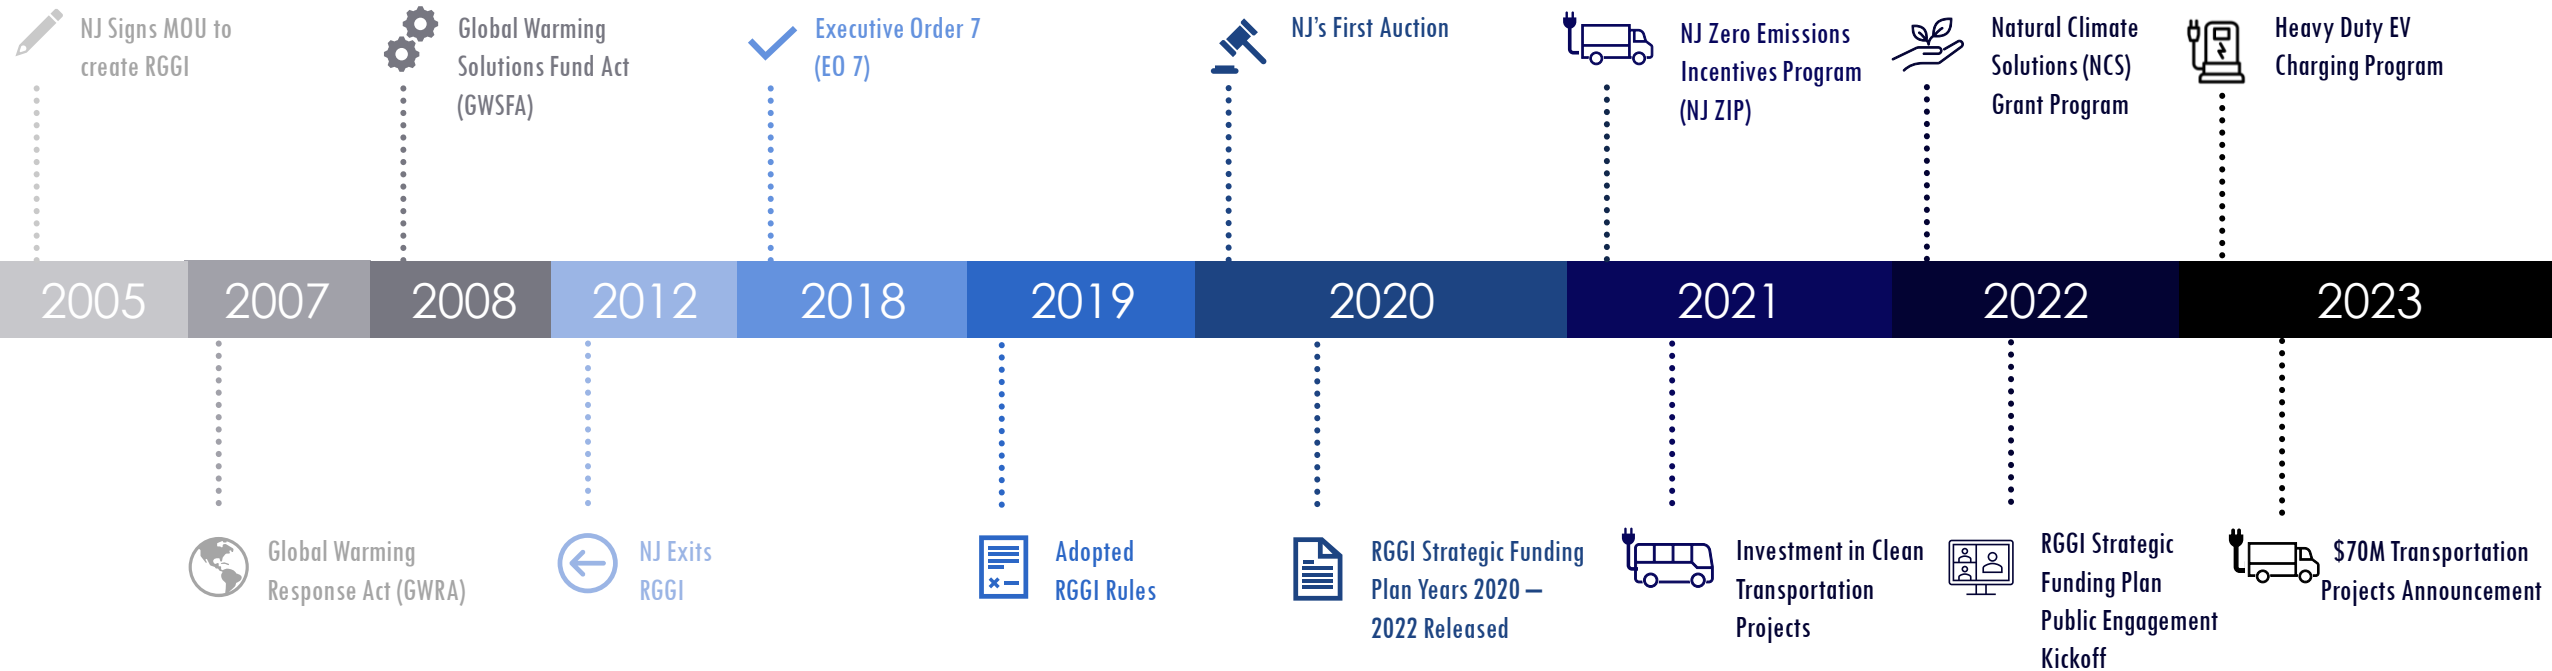 NJ Signs MOU to
create RGGI
Global Warming
Solutions Fund Act
(GWSFA)
Executive Order 7
(EO 7)
NJ's First Auction
NJ Zero Emissions
Incentives Program
(NJ ZIP)
Natural Climate
Solutions (NCS)
Grant Program
Heavy Duty EV
Charging Program
2005
2007
2008
2012
2018
2019
2020
2021
2022
2023
Global Warming
Response Act (GWRA)
NJ Exits
RGGI
Adopted
RGGI Rules
RGGI Strategic Funding
Plan Years 2020 –
2022 Released
Investment in Clean
Transportation
Projects
RGGI Strategic
Funding Plan
Public Engagement
Kickoff
$70M Transportation
Projects Announcement